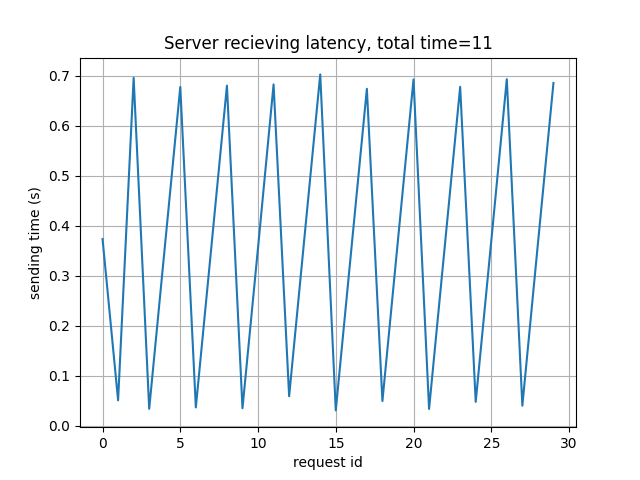 Server recieving latency, total time=11
0.7
0.6
0.5
0.4
0.3
0.2
0.1
0.0
sending time (s)
0 5 10 15 20 25 30
request id